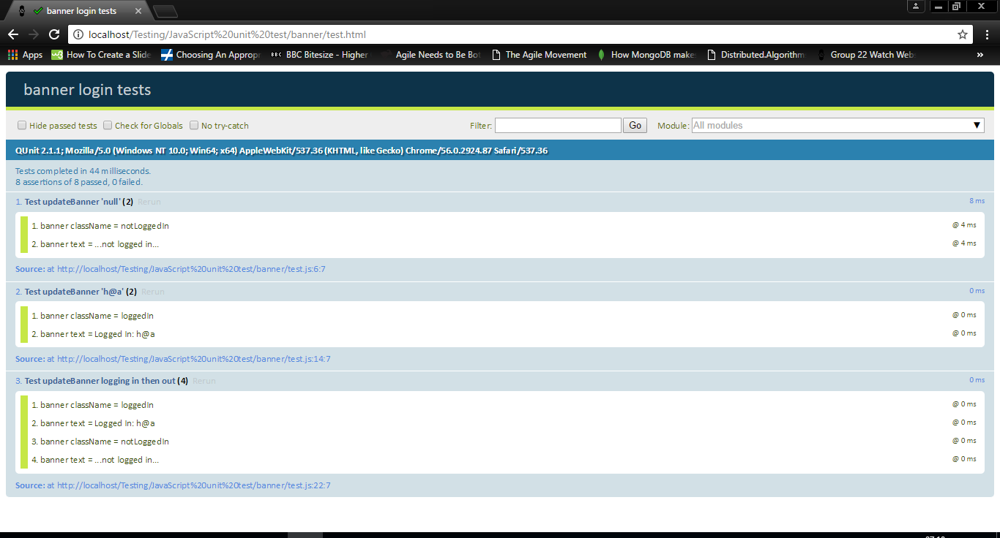 banner login tests
localhost/Testing/JavaScript%20unit%20test/banner/test.html
Apps How To Create a Slide Choosing An Appropr BBC BBC Bitesize - Higher Agile Needs to Be Bot The Agile Movement How MongoDB make Distributed.Algorithm Group 22 Watch Webs »
banner login tests
Hide passed tests Check for Globals No try-catch Filter: Go Module: All modules
QUnit 2.1.1; Mozilla/5.0 (Windows NT 10.0; Win64; x64) AppleWebKit/537.36 (KHTML, like Gecko) Chrome/56.0.2924.87 Safari/537.36
Tests completed in 44 milliseconds.
8 assertions of 8 passed, 0 failed.
1. Test updateBanner 'null' (2) Rerun 8 ms
1. banner className = notLoggedIn @ 4 ms
2. banner text = ...not logged in... @ 4 ms
Source: at http://localhost/Testing/JavaScript%20unit%20test/banner/test.js:6:7
2. Test updateBanner 'h@a' (2) Rerun 0 ms
1. banner className = loggedIn @ 0 ms
2. banner text = Logged In: h@a @ 0 ms
Source: at http://localhost/Testing/JavaScript%20unit%20test/banner/test.js:14:7
3. Test updateBanner logging in then out (4) Rerun 0 ms
1. banner className = loggedIn @ 0 ms
2. banner text = Logged In: h@a @ 0 ms
3. banner className = notLoggedIn @ 0 ms
4. banner text = ...not logged in... @ 0 ms
Source: at http://localhost/Testing/JavaScript%20unit%20test/banner/test.js:22:7